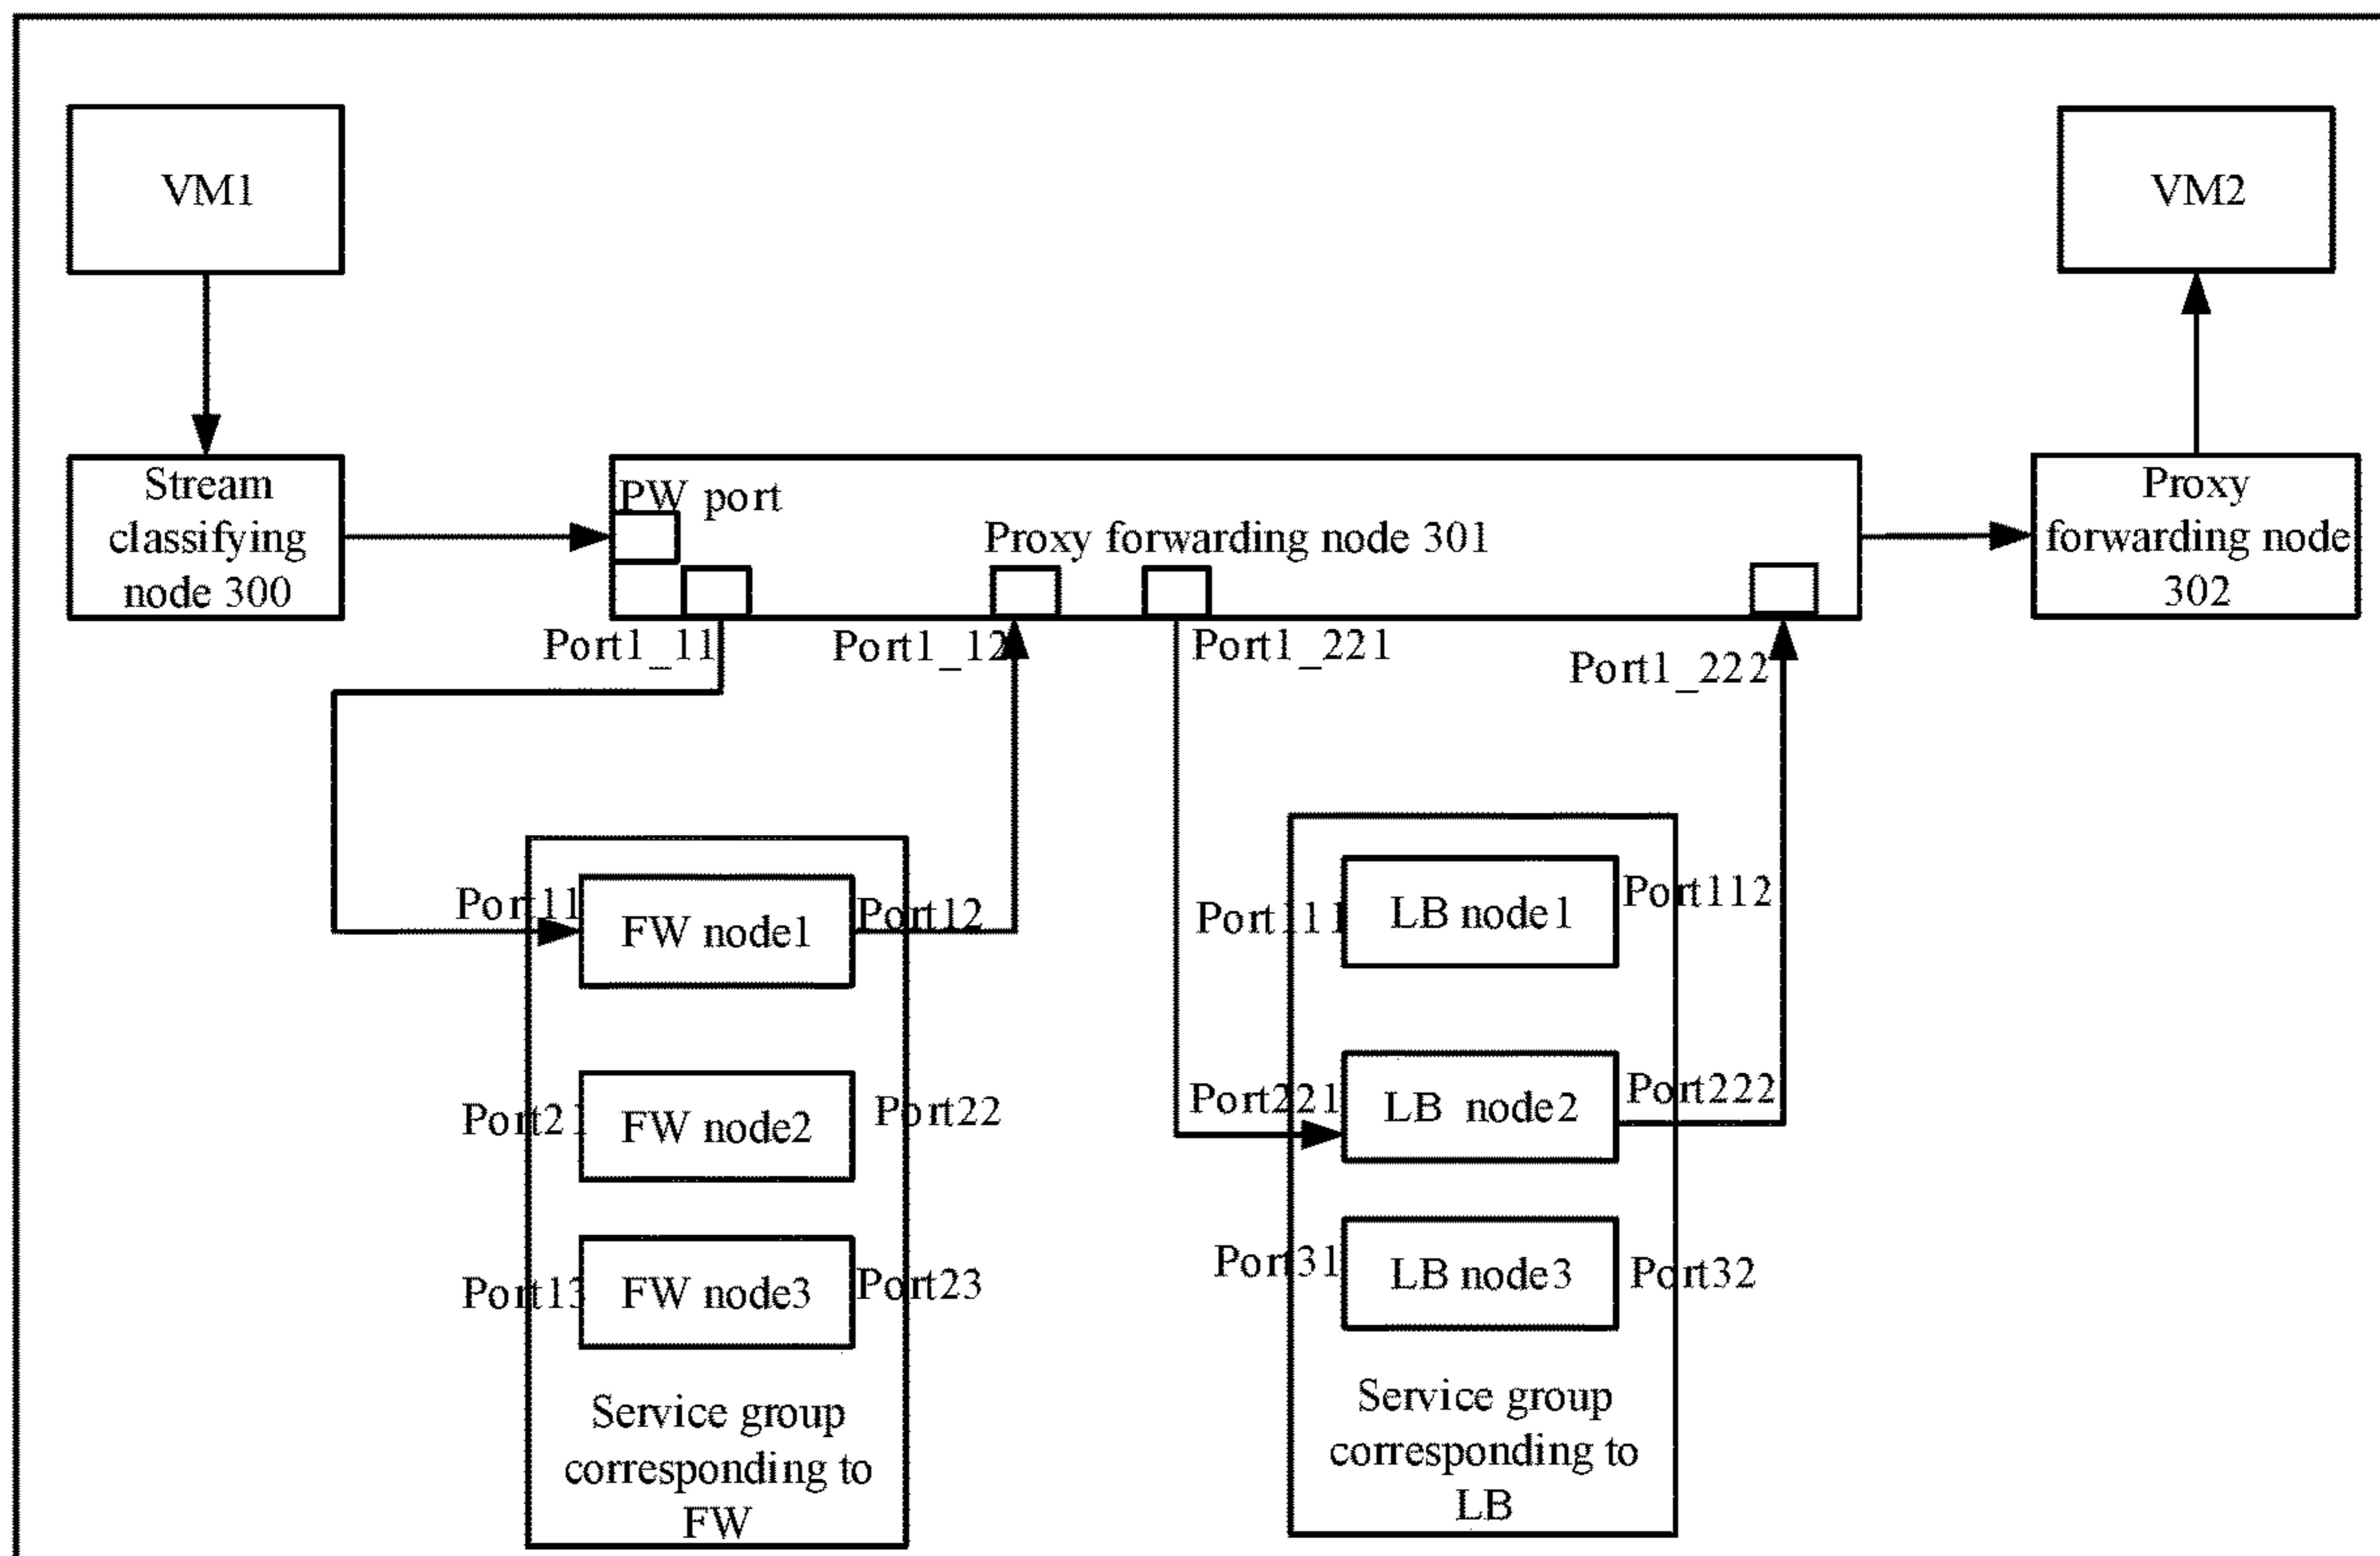 VM1
VM2
Stream
classifying
node 300
PW port
Proxy forwarding node 301
Proxy
forwarding node
302
Port1_11
Port1_12
Port1_221
Port1_222
Port11
FW node1
Port12
Port21
FW node2
Port22
Port13
FW node3
Port23
Service group
corresponding to
FW
Port111
LB node1
Port112
Port221
LB node2
Port222
Port31
LB node3
Port32
Service group
corresponding to
LB